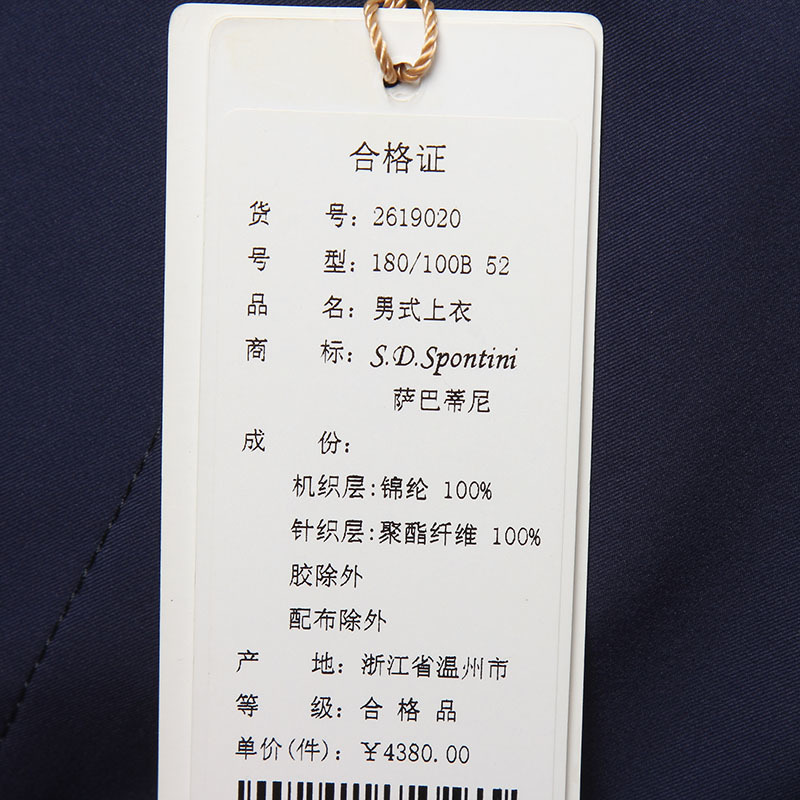 合格证
货 号: 2619020
号 型: 180/100B 52
品 名: 男式上衣
商 标: S.D.Spontini
萨巴蒂尼
成 份:
机织层:锦纶 100%
针织层:聚酯纤维 100%
胶除外
配布除外
产 地: 浙江省温州市
等 级: 合 格 品
单价(件): ¥4380.00